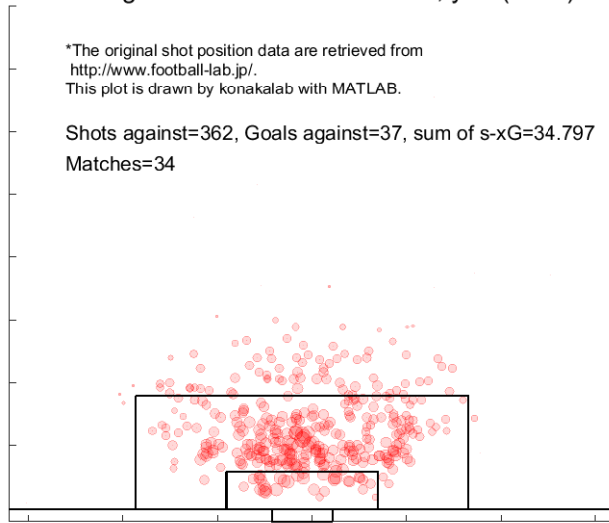 *The original shot position data are retrieved from
http://www.football-lab.jp/.
This plot is drawn by konakalab with MATLAB.
Shots against=362, Goals against=37, sum of s-xG=34.797
Matches=34